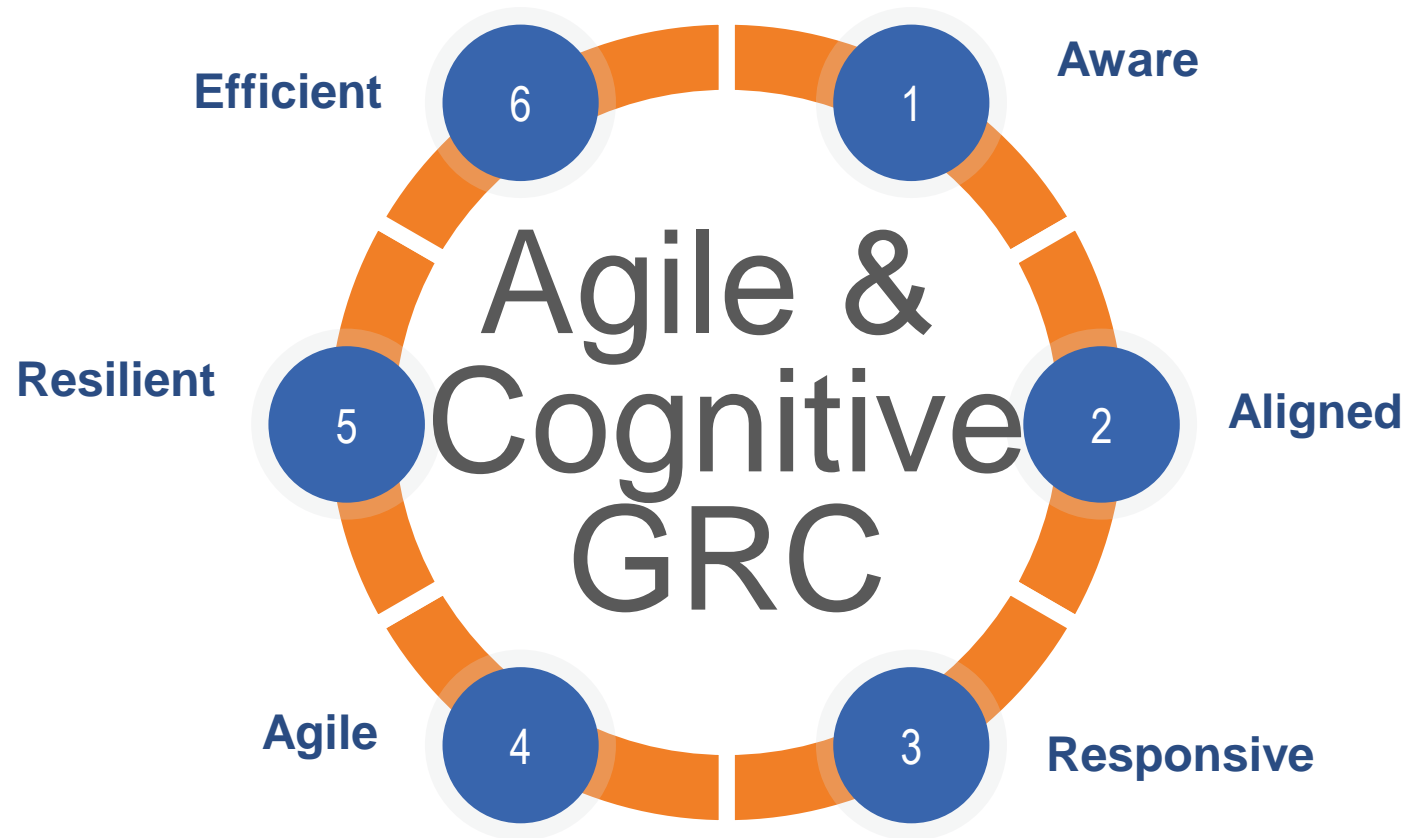 Agile &
Cognitive
GRC
1
Aware
2
Aligned
3
Responsive
4
Agile
5
Resilient
6
Efficient